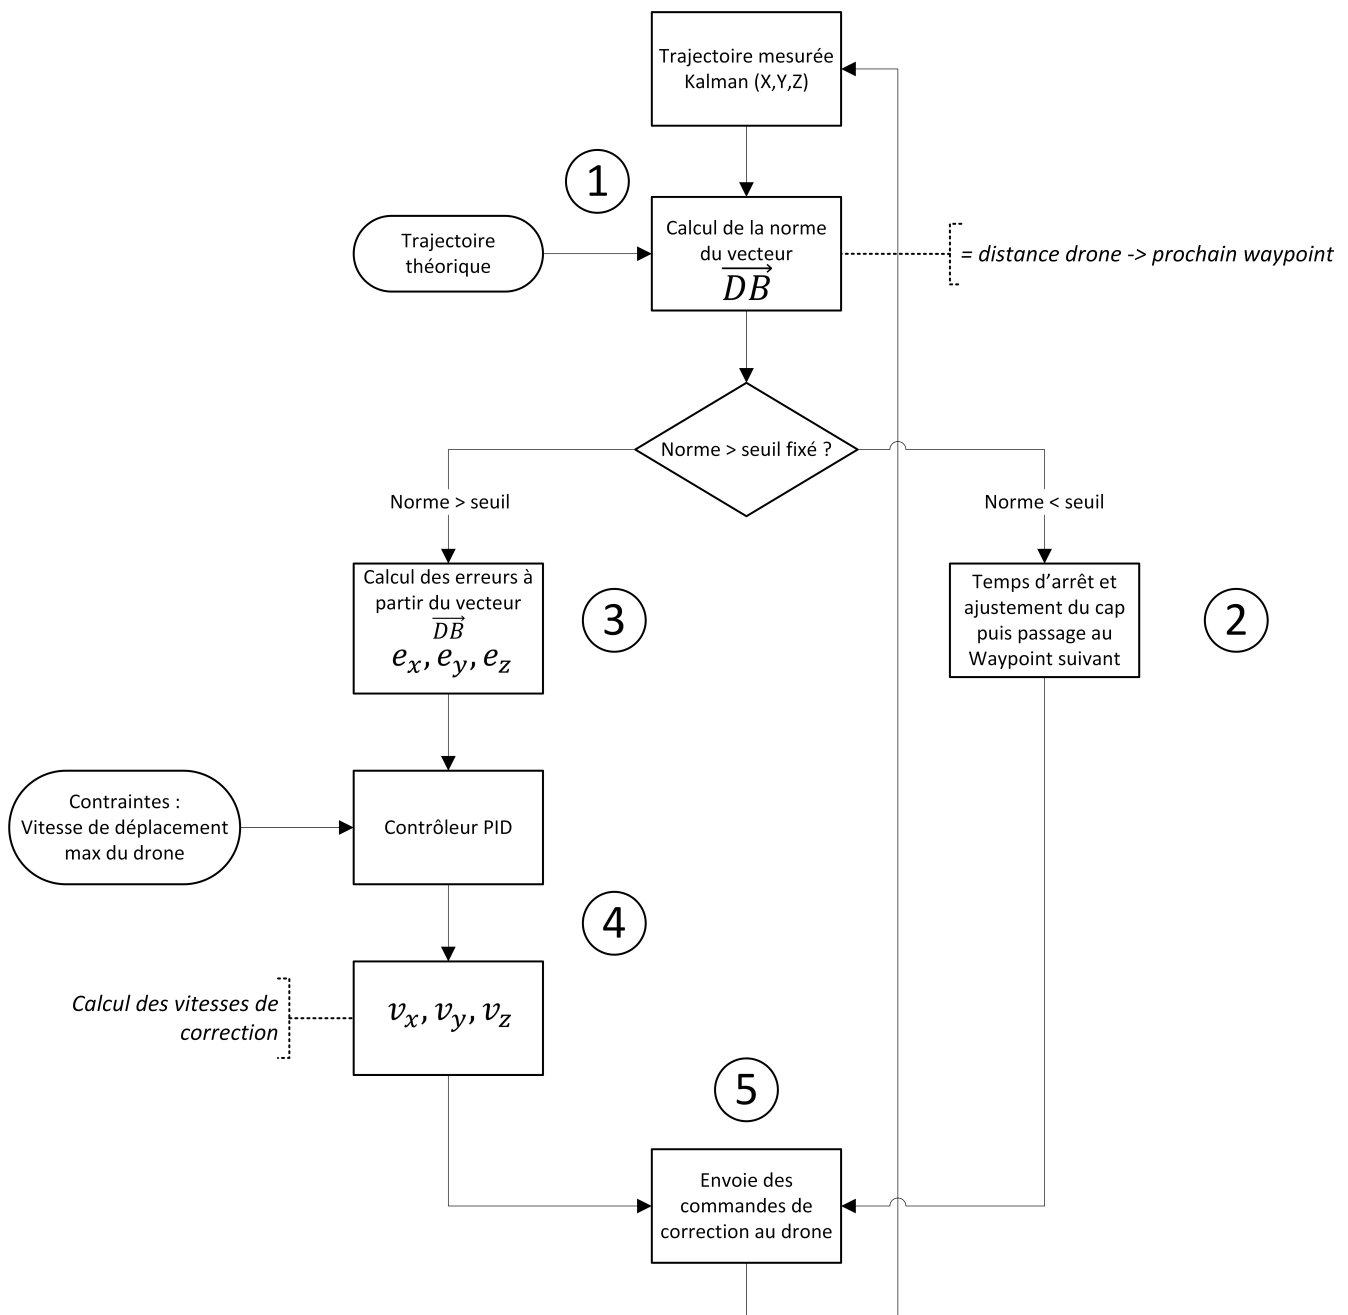 Trajectoire mesurée
Kalman (X,Y,Z)
1
Trajectoire
théorique
Calcul de la norme
du vecteur
\overrightarrow{DB}
= distance drone -> prochain waypoint
Norme > seuil fixé ?
Norme > seuil
Norme < seuil
Calcul des erreurs à
partir du vecteur
\overrightarrow{DB}
e_x, e_y, e_z
3
Temps d'arrêt et
ajustement du cap
puis passage au
Waypoint suivant
2
Contraintes :
Vitesse de déplacement
max du drone
Contrôleur PID
4
Calcul des vitesses de
correction
v_x, v_y, v_z
5
Envoie des
commandes de
correction au drone